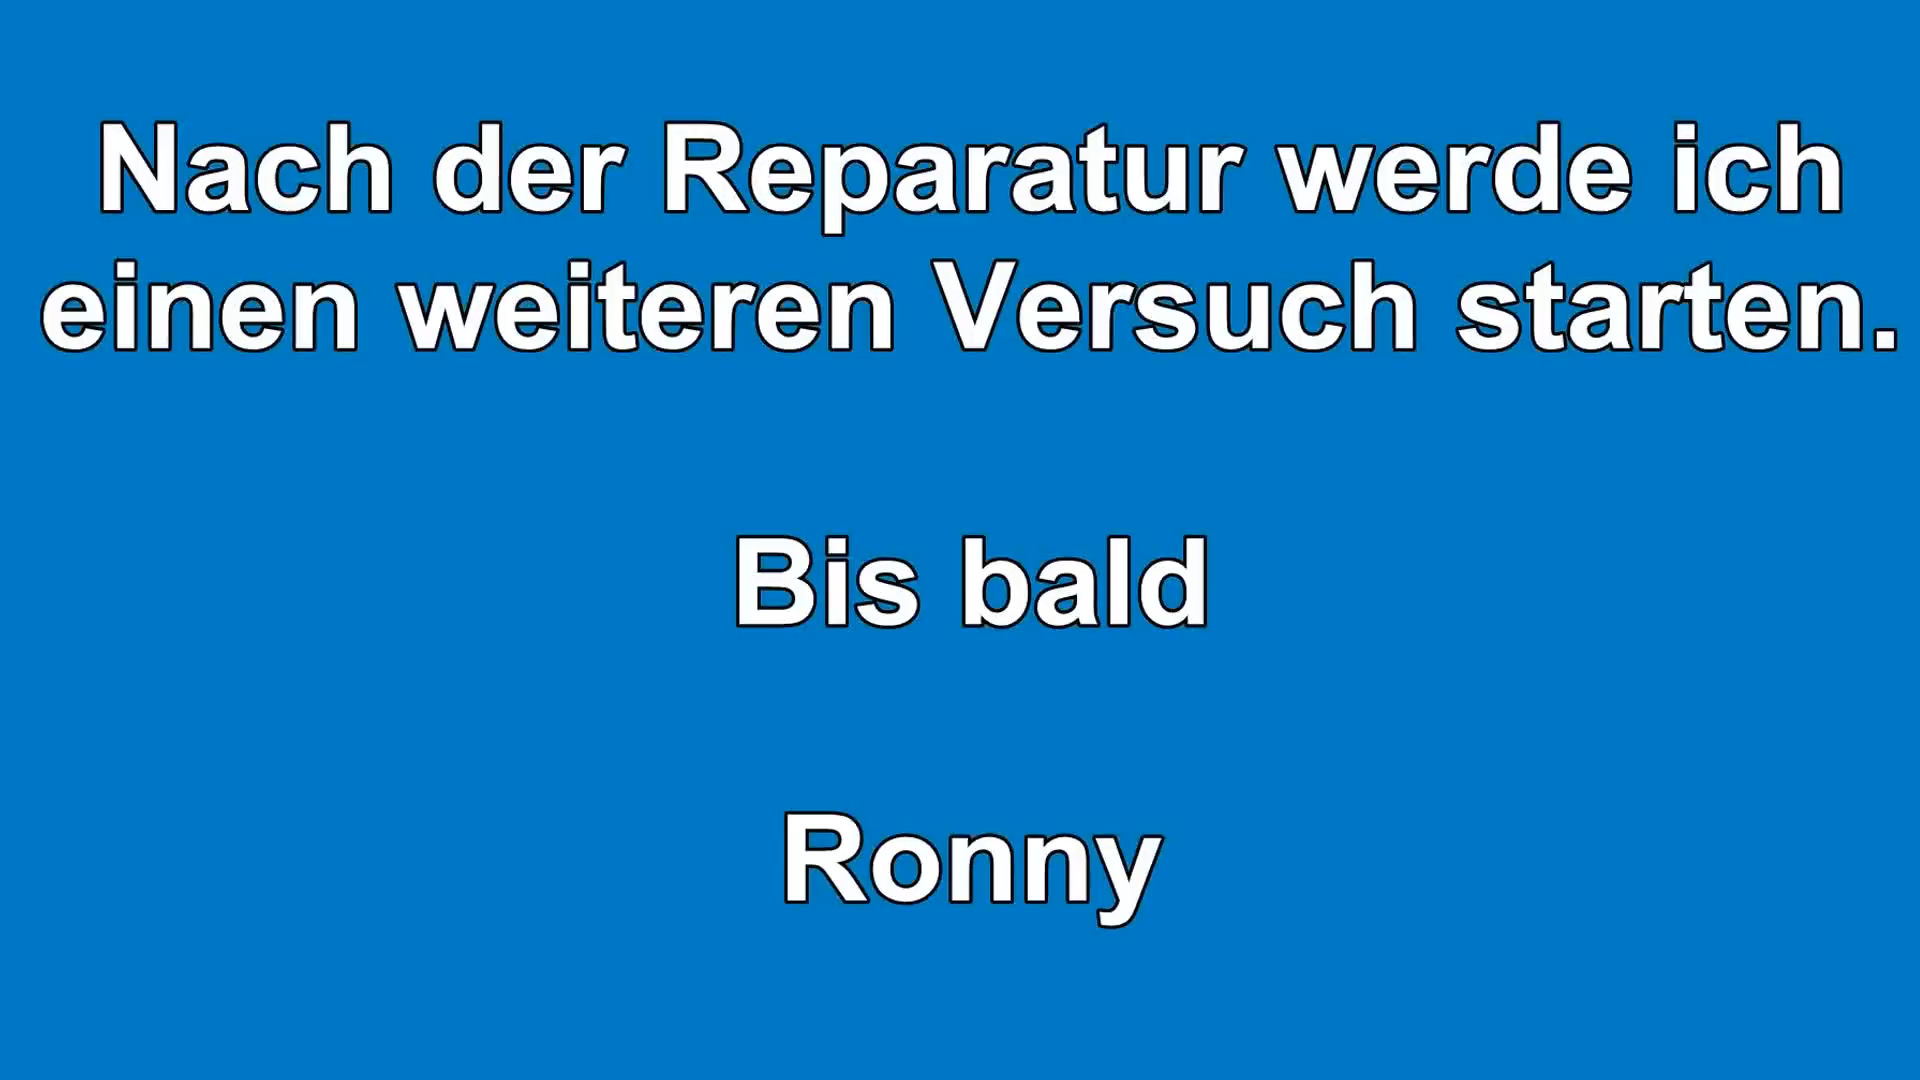 Nach der Reparatur werde ich
einen weiteren Versuch starten.
Bis bald
Ronny